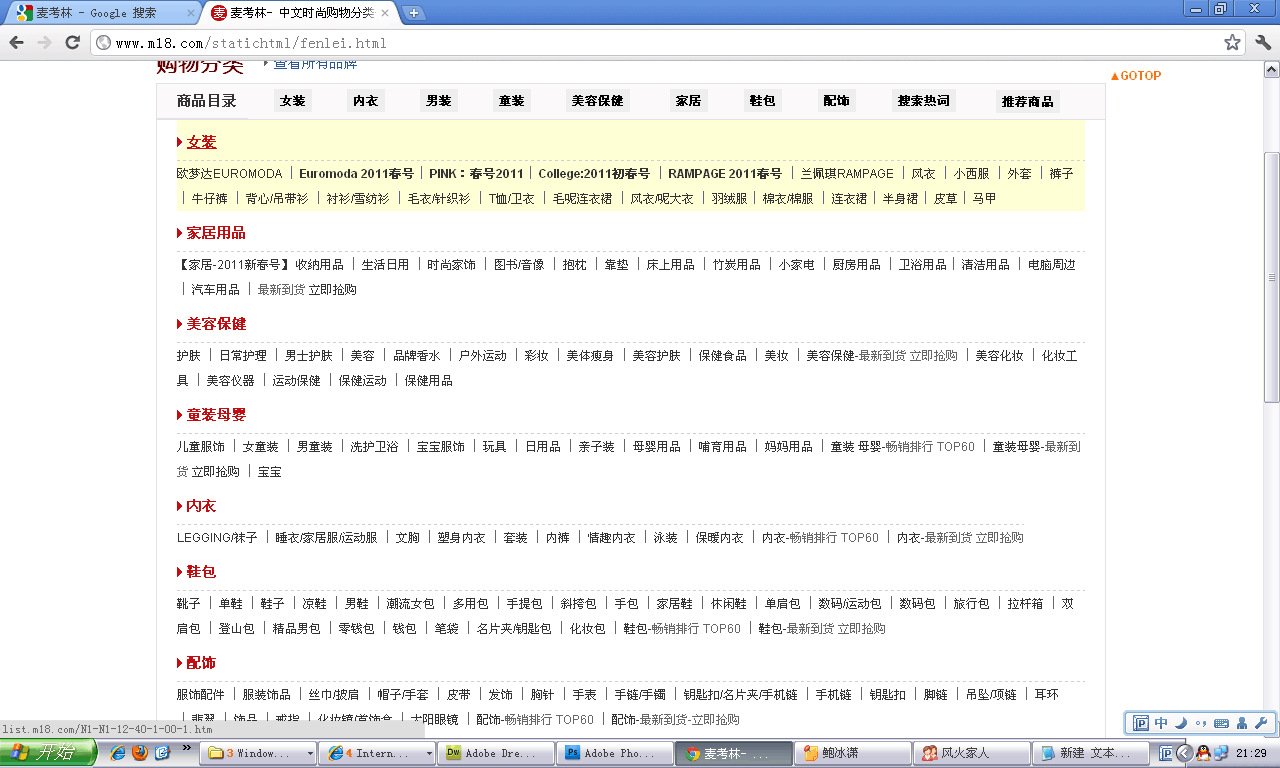 麦考林 - Google 搜索
麦考林- 中文时尚购物分类
www.m18.com/statichtml/fenlei.html
购物分类 查看所有品牌
▲GOTOP
商品目录 女装 内衣 男装 童装 美容保健 家居 鞋包 配饰 搜索热词 推荐商品
女装
欧梦达EUROMODA | Euromoda 2011春号 | PINK:春号2011 | College:2011初春号 | RAMPAGE 2011春号 | 兰佩琪RAMPAGE | 风衣 | 小西服 | 外套 | 裤子
| 牛仔裤 | 背心/吊带衫 | 衬衫/雪纺衫 | 毛衣/针织衫 | T恤/卫衣 | 毛呢连衣裙 | 风衣/呢大衣 | 羽绒服 | 棉衣/棉服 | 连衣裙 | 半身裙 | 皮草 | 马甲
家居用品
【家居-2011新春号】收纳用品 | 生活日用 | 时尚家饰 | 图书/音像 | 抱枕 | 靠垫 | 床上用品 | 竹炭用品 | 小家电 | 厨房用品 | 卫浴用品 | 清洁用品 | 电脑周边
| 汽车用品 | 最新到货 立即抢购
美容保健
护肤 | 日常护理 | 男士护肤 | 美容 | 品牌香水 | 户外运动 | 彩妆 | 美体瘦身 | 美容护肤 | 保健食品 | 美妆 | 美容保健-最新到货 立即抢购 | 美容化妆 | 化妆工
具 | 美容仪器 | 运动保健 | 保健运动 | 保健用品
童装母婴
儿童服饰 | 女童装 | 男童装 | 洗护卫浴 | 宝宝服饰 | 玩具 | 日用品 | 亲子装 | 母婴用品 | 哺育用品 | 妈妈用品 | 童装 母婴-畅销排行 TOP60 | 童装母婴-最新到
货 立即抢购 | 宝宝
内衣
LEGGING/袜子 | 睡衣/家居服/运动服 | 文胸 | 塑身内衣 | 套装 | 内裤 | 情趣内衣 | 泳装 | 保暖内衣 | 内衣-畅销排行 TOP60 | 内衣-最新到货 立即抢购
鞋包
靴子 | 单鞋 | 鞋子 | 凉鞋 | 男鞋 | 潮流女包 | 多用包 | 手提包 | 斜挎包 | 手包 | 家居鞋 | 休闲鞋 | 单肩包 | 数码/运动包 | 数码包 | 旅行包 | 拉杆箱 | 双
肩包 | 登山包 | 精品男包 | 零钱包 | 钱包 | 笔袋 | 名片夹/钥匙包 | 化妆包 | 鞋包-畅销排行 TOP60 | 鞋包-最新到货 立即抢购
配饰
服饰配件 | 服装饰品 | 丝巾/披肩 | 帽子/手套 | 皮带 | 发饰 | 胸针 | 手表 | 手链/手镯 | 钥匙扣/名片夹/手机链 | 手机链 | 钥匙扣 | 脚链 | 吊坠/项链 | 耳环
| 翡翠 | 饰品 | 戒指 | 化妆镜/首饰盒 | 太阳眼镜 | 配饰-畅销排行 TOP60 | 配饰-最新到货-立即抢购
list.m18.com/N1-N1-12-40-1-00-1.htm
中
开始 3 Window... 4 Intern... Adobe Dre... Adobe Pho... 麦考林- ... 鲍冰谦 风火家人 新建 文本... 21:29